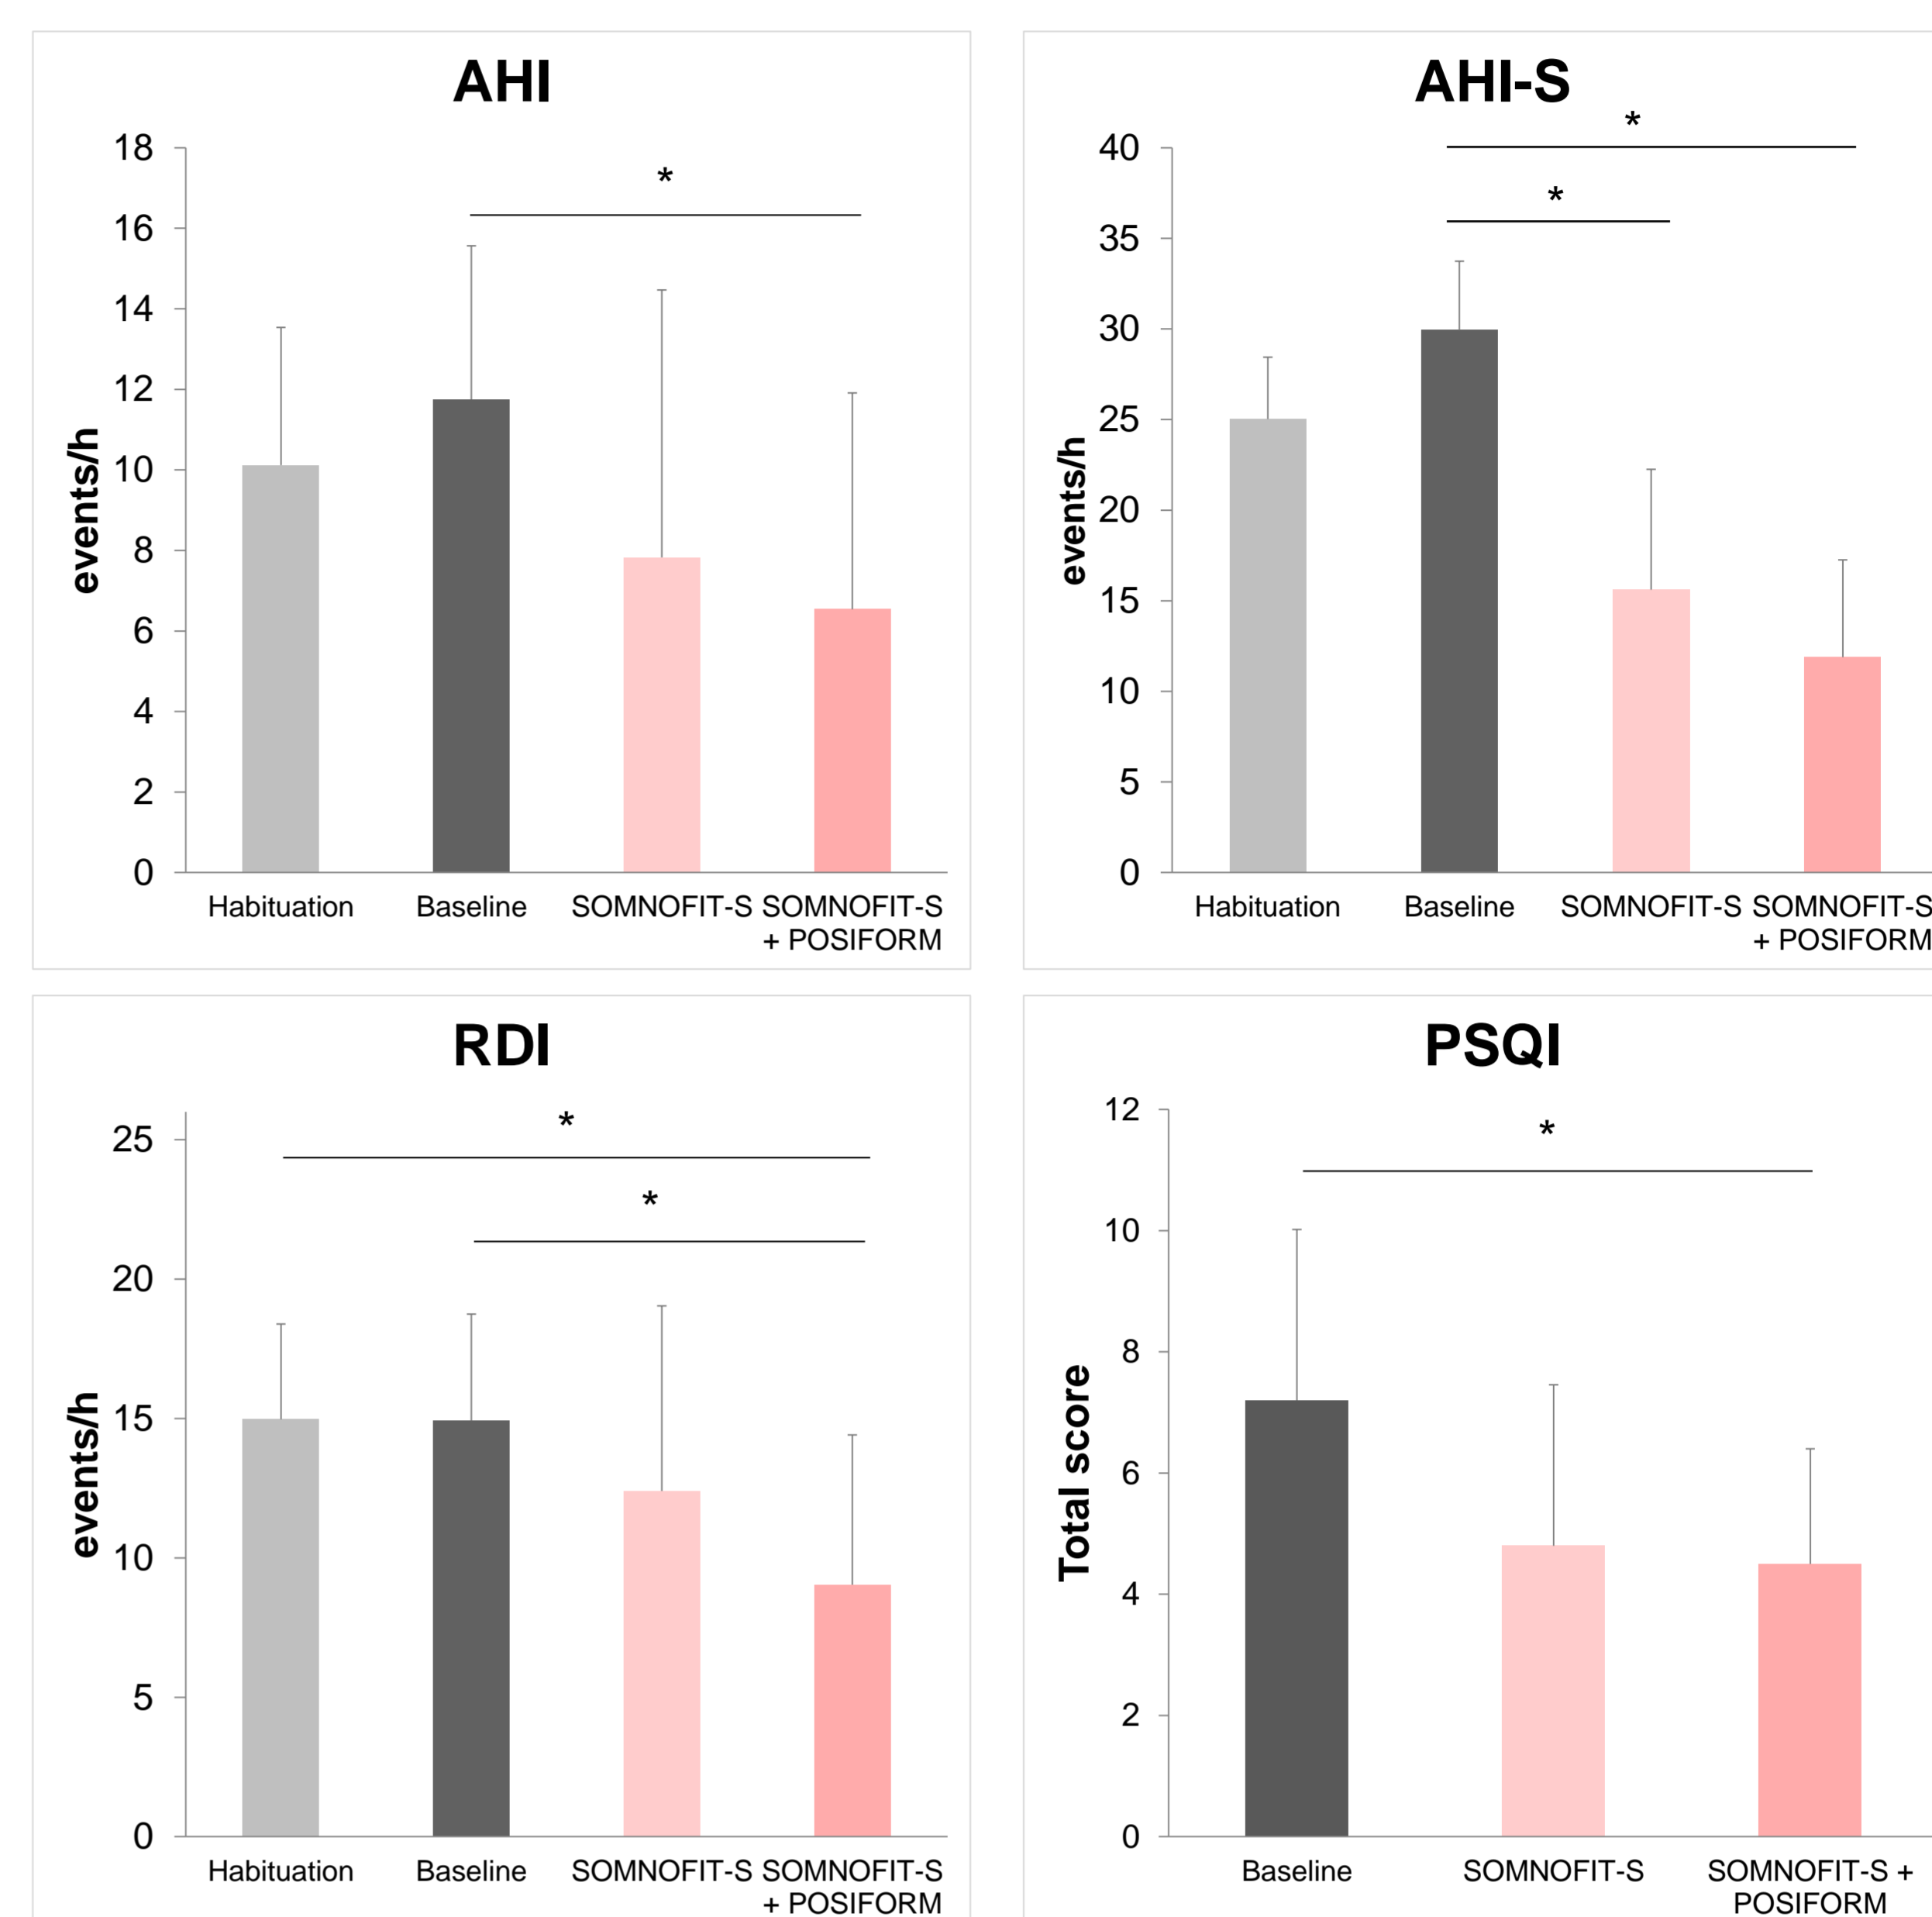 AHI
*
18
16
14
12
10
8
6
4
2
0
events/h
Habituation Baseline SOMNOFIT-S SOMNOFIT-S
+ POSIFORM
AHI-S
*
*
40
35
30
25
20
15
10
5
0
events/h
Habituation Baseline SOMNOFIT-S SOMNOFIT-S
+ POSIFORM
RDI
*
*
25
20
15
10
5
0
events/h
Habituation Baseline SOMNOFIT-S SOMNOFIT-S
+ POSIFORM
PSQI
*
12
10
8
6
4
2
0
Total score
Baseline SOMNOFIT-S SOMNOFIT-S +
POSIFORM